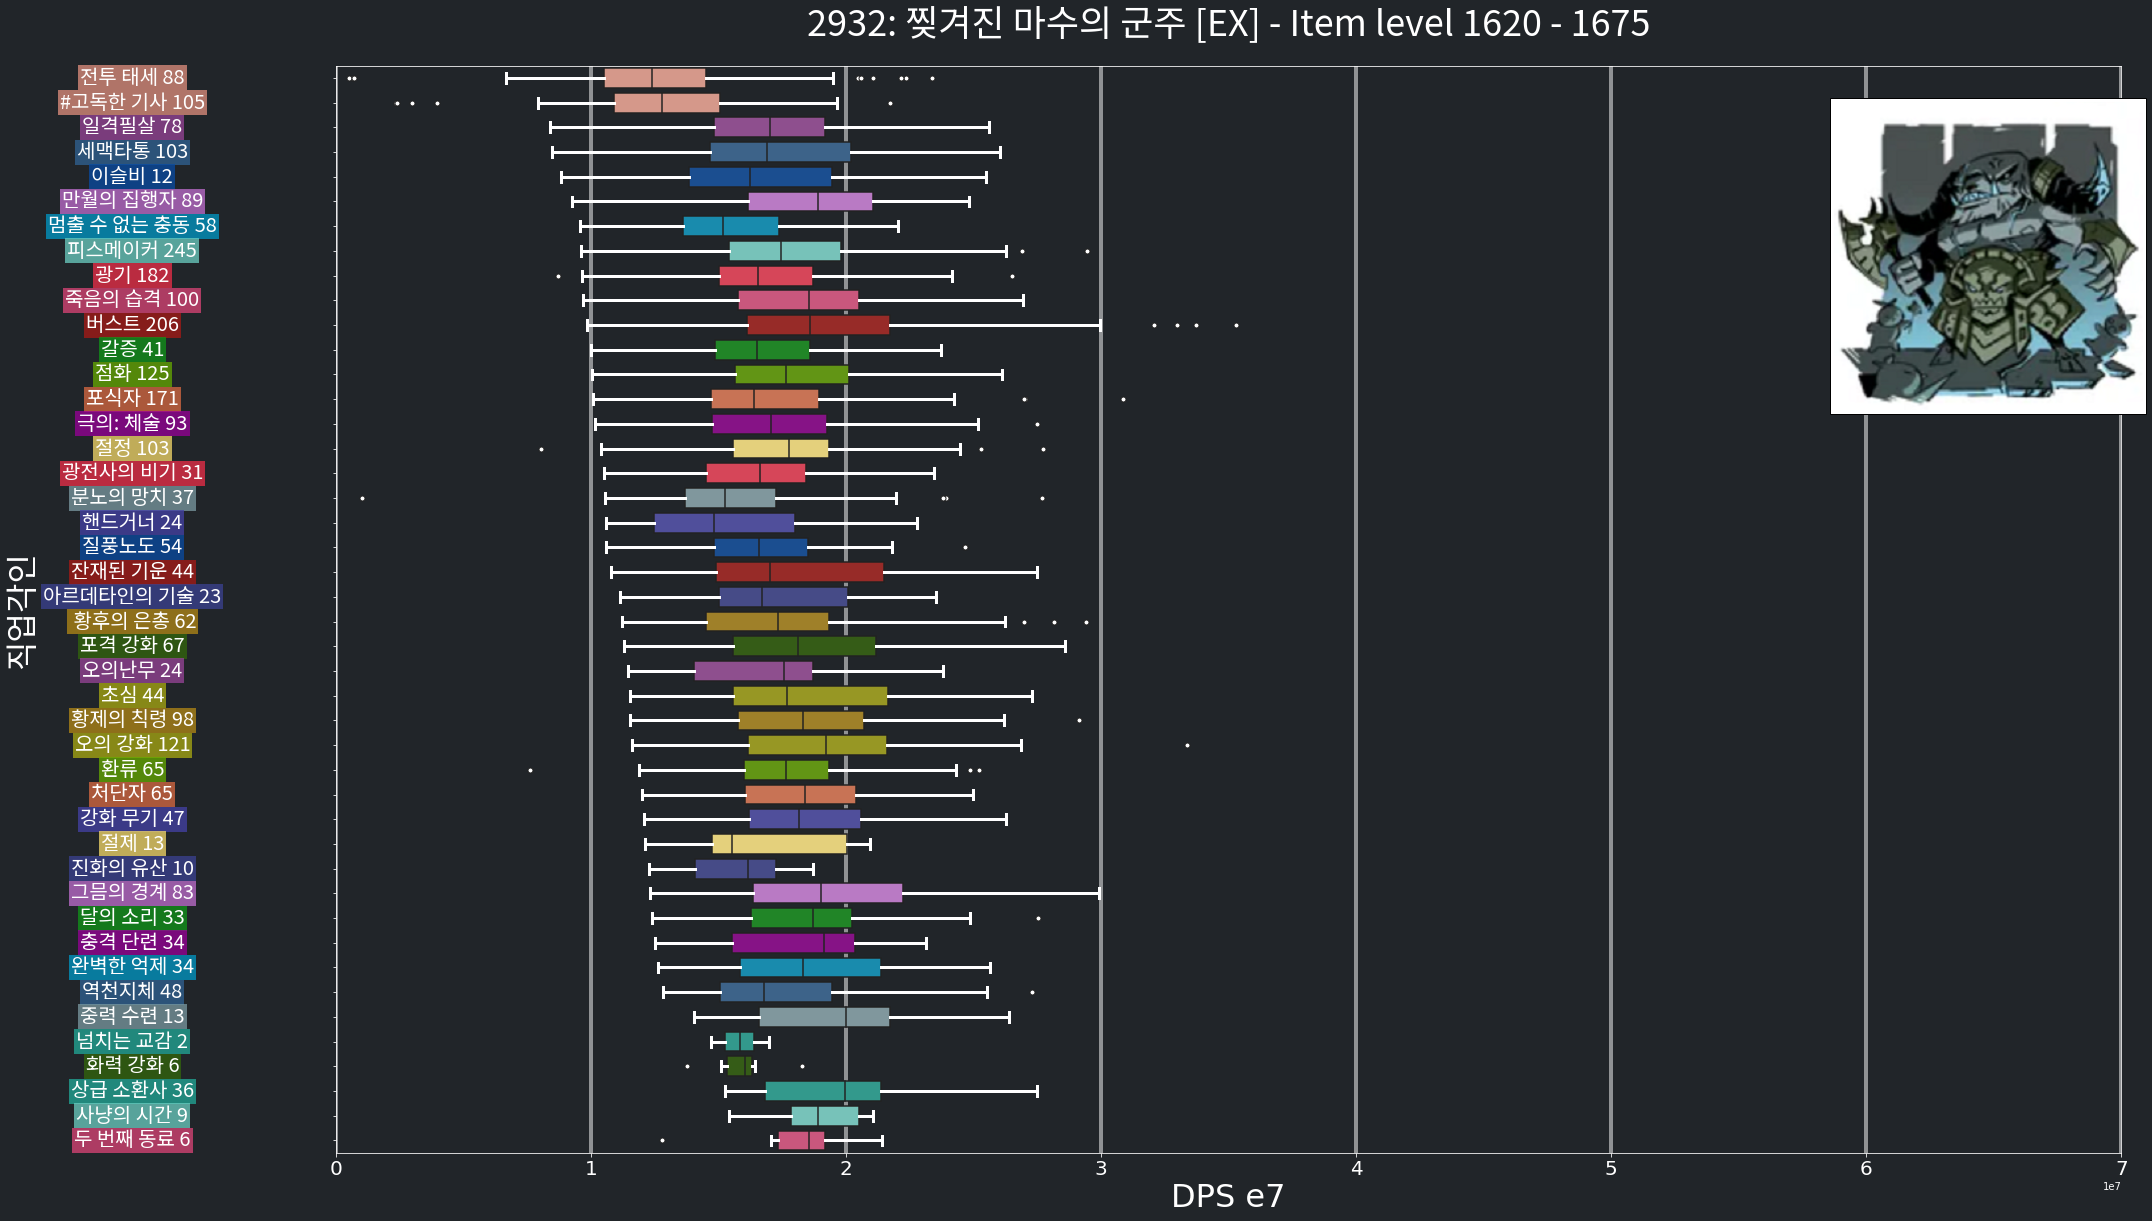 2932: 찢겨진 마수의 군주 [EX] - Item level 1620 - 1675
직업각인
전투 태세 88
#고독한 기사 105
일격필살 78
세맥타통 103
이슬비 12
만월의 집행자 89
멈출 수 없는 충동 58
피스메이커 245
광기 182
죽음의 습격 100
버스트 206
갈증 41
점화 125
포식자 171
극의: 체술 93
절정 103
광전사의 비기 31
분노의 망치 37
핸드거너 24
질풍노도 54
잔재된 기운 44
아르데타인의 기술 23
황후의 은총 62
포격 강화 67
오의난무 24
초심 44
황제의 칙령 98
오의 강화 121
환류 65
처단자 65
강화 무기 47
절제 13
진화의 유산 10
그믐의 경계 83
달의 소리 33
충격 단련 34
완벽한 억제 34
역천지체 48
중력 수련 13
넘치는 교감 2
화력 강화 6
상급 소환사 36
사냥의 시간 9
두 번째 동료 6
0 1 2 3 4 5 6 7
1e7
DPS e7